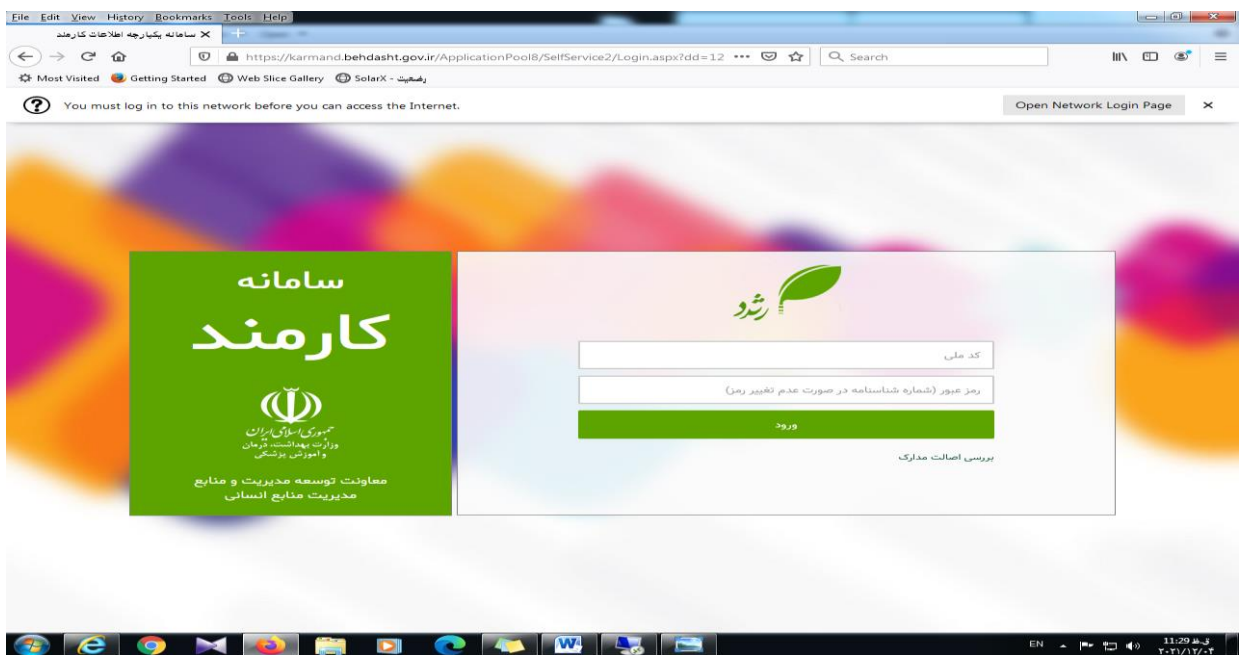 File Edit View History Bookmarks Tools Help
سامانه یکپارچه اطلاعات کارمند
https://karmand.behdasht.gov.ir/ApplicationPool8/SelfService2/Login.aspx?dd=12
Search
Most Visited Getting Started Web Slice Gallery SolarX - وضعیت
You must log in to this network before you can access the Internet.
Open Network Login Page
سامانه
کارمند
جمهوری اسلامی ایران
وزارت بهداشت، درمان
و آموزش پزشکی
معاونت توسعه مدیریت و منابع
مدیریت منابع انسانی
رشد
کد ملی
رمز عبور (شماره شناسنامه در صورت عدم تغییر رمز)
ورود
بررسی اصالت مدارک
EN
11:29 ق.ظ
۲۰۲۱/۱۲/۰۴